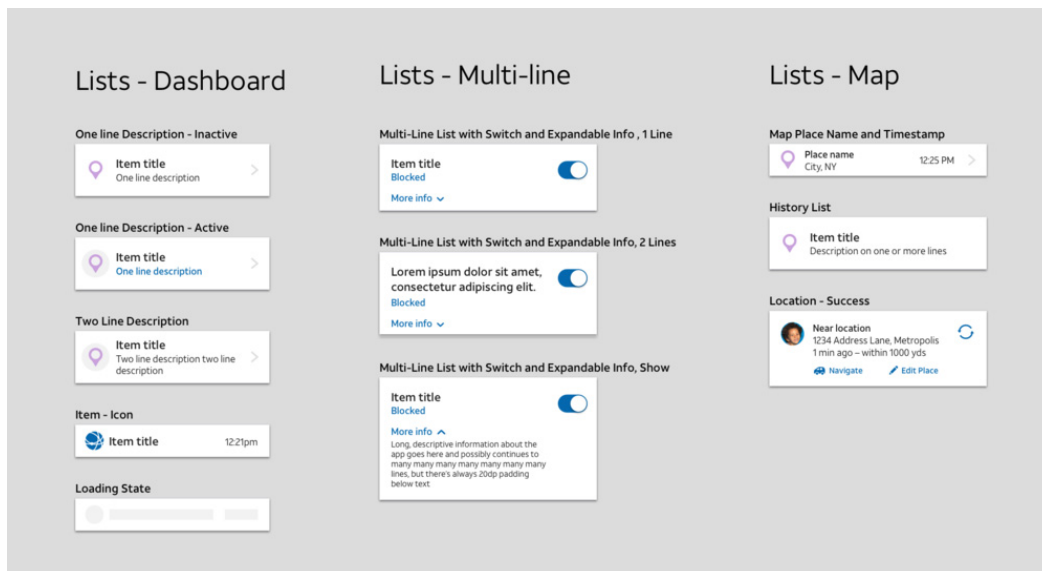 Lists - Dashboard
One line Description - Inactive
Item title
One line description
One line Description - Active
Item title
One line description
Two Line Description
Item title
Two line description two line
description
Item - Icon
Item title
12:21pm
Loading State
Lists - Multi-line
Multi-Line List with Switch and Expandable Info , 1 Line
Item title
Blocked
More info
Multi-Line List with Switch and Expandable Info, 2 Lines
Lorem ipsum dolor sit amet,
consectetur adipiscing elit.
Blocked
More info
Multi-Line List with Switch and Expandable Info, Show
Item title
Blocked
More info
Long, descriptive information about the
app goes here and possibly continues to
many many many many many many many
lines, but there's always 20dp padding
below text
Lists - Map
Map Place Name and Timestamp
Place name
City, NY
12:25 PM
History List
Item title
Description on one or more lines
Location - Success
Near location
1234 Address Lane, Metropolis
1 min ago – within 1000 yds
Navigate
Edit Place